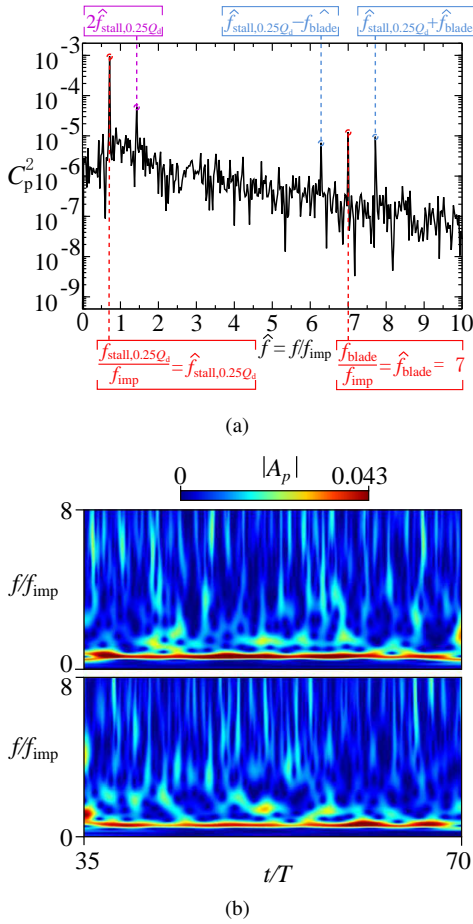 2f̂stall,0.25Qd f̂stall,0.25Qd−f̂blade f̂stall,0.25Qd+f̂blade
10⁻³
10⁻⁴
10⁻⁵
Cp² 10⁻⁶
10⁻⁷
10⁻⁸
10⁻⁹
0 1 2 3 4 5 6 7 8 9 10
fstall,0.25Qd/fimp = f̂stall,0.25Qd f̂ = f/fimp fblade/fimp = f̂blade = 7
(a)
|Ap|
0 0.043
8
f/fimp
0
8
f/fimp
0
35 t/T 70
(b)